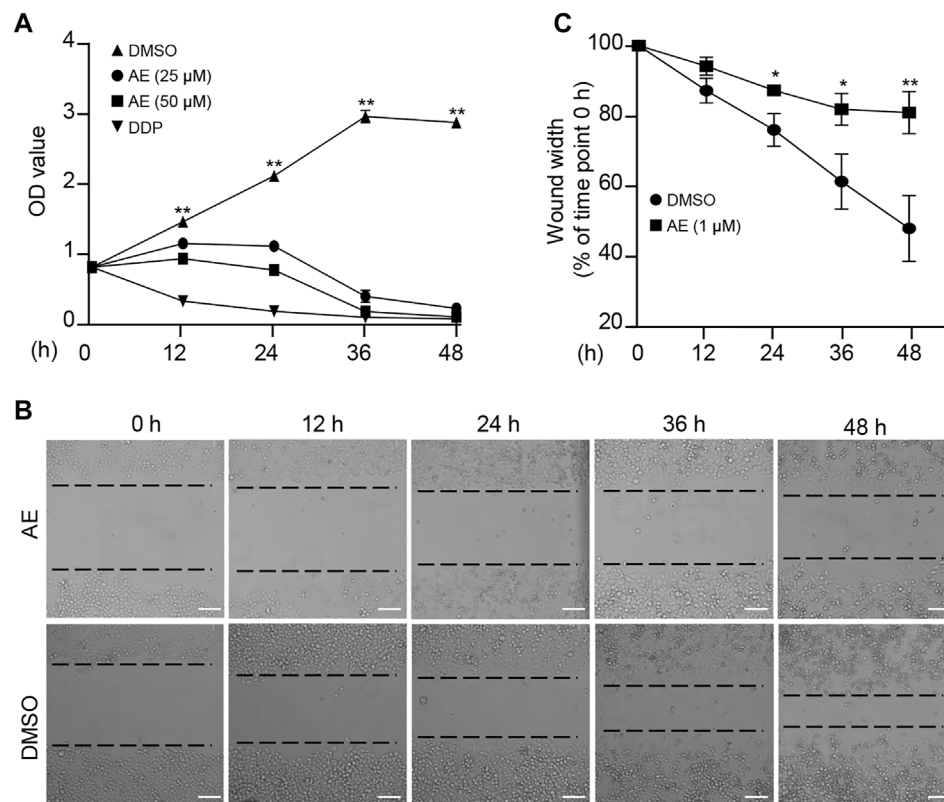 A
4
3
2
1
0
OD value
DMSO
AE (25 µM)
AE (50 µM)
DDP
**
**
**
**
(h)
0
12
24
36
48
C
100
80
60
40
20
Wound width
(% of time point 0 h)
*
*
**
DMSO
AE (1 µM)
(h)
0
12
24
36
48
B
0 h
12 h
24 h
36 h
48 h
AE
DMSO